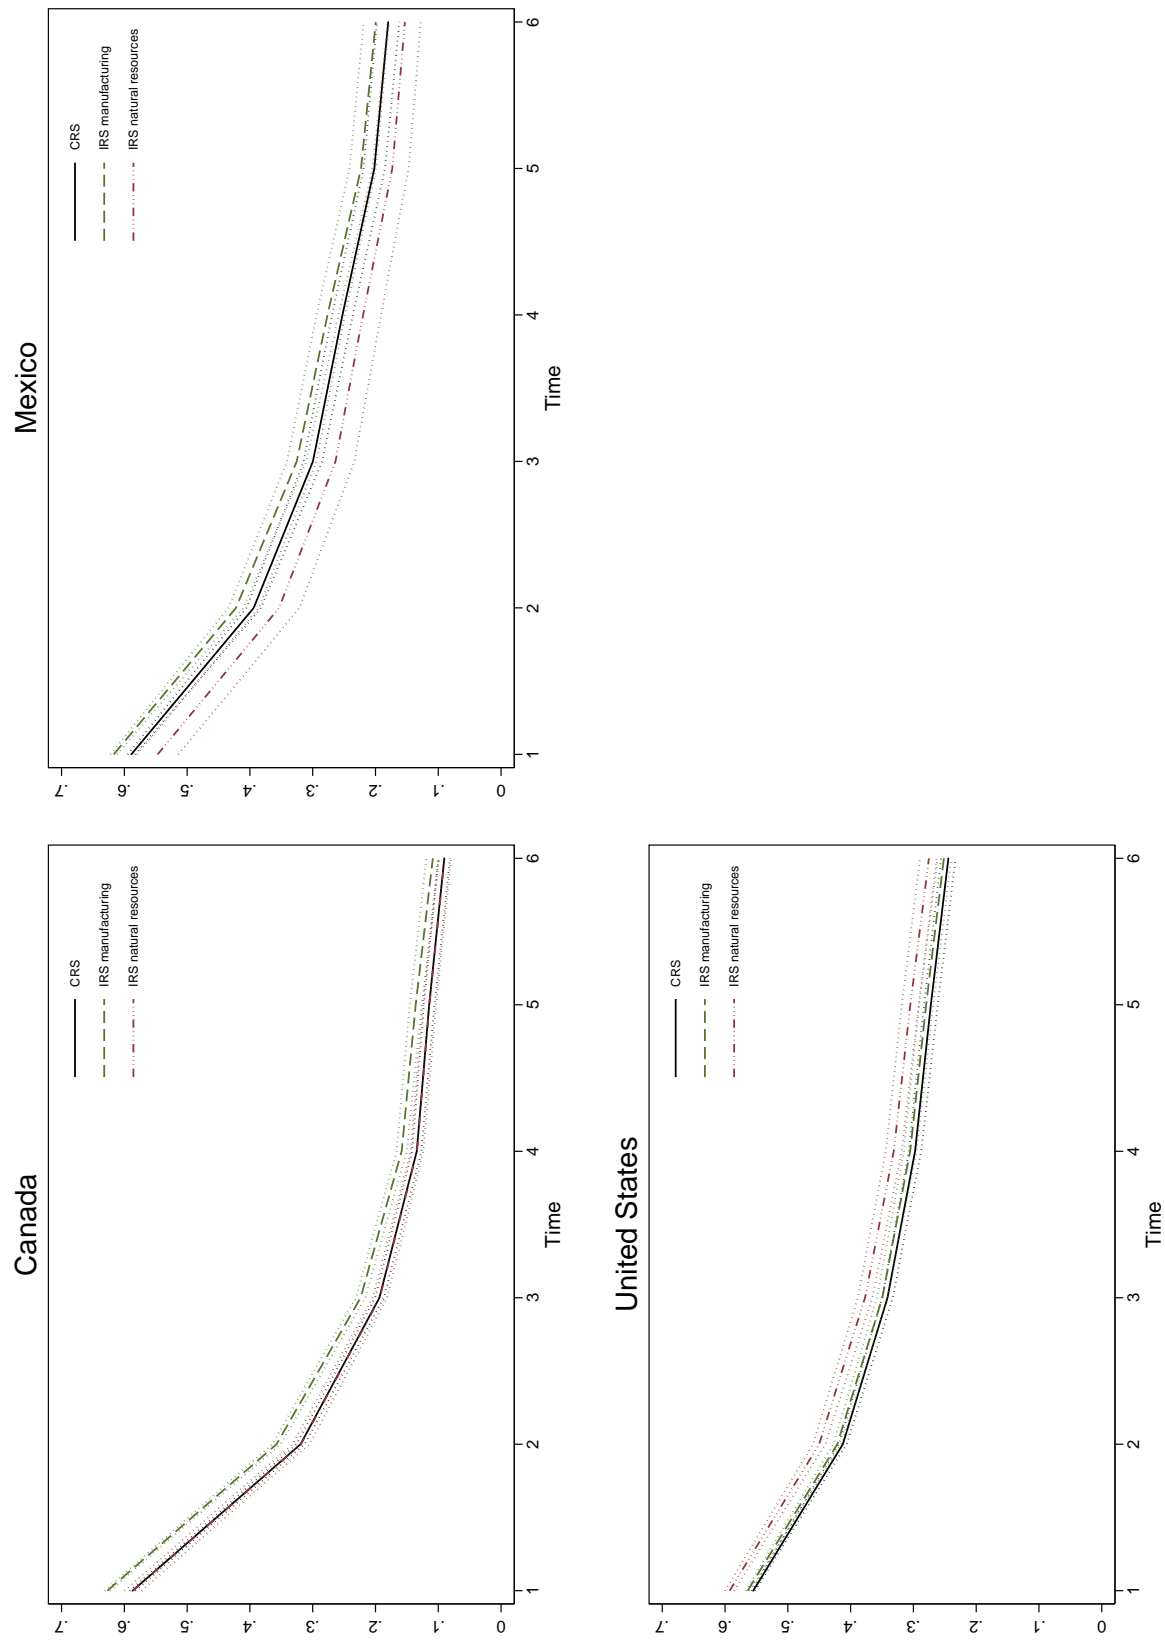 Canada
CRS
IRS manufacturing
IRS natural resources
.7
.6
.5
.4
.3
.2
.1
0
1
2
3
4
5
6
Time
Mexico
CRS
IRS manufacturing
IRS natural resources
.7
.6
.5
.4
.3
.2
.1
0
1
2
3
4
5
6
Time
United States
CRS
IRS manufacturing
IRS natural resources
.7
.6
.5
.4
.3
.2
.1
0
1
2
3
4
5
6
Time